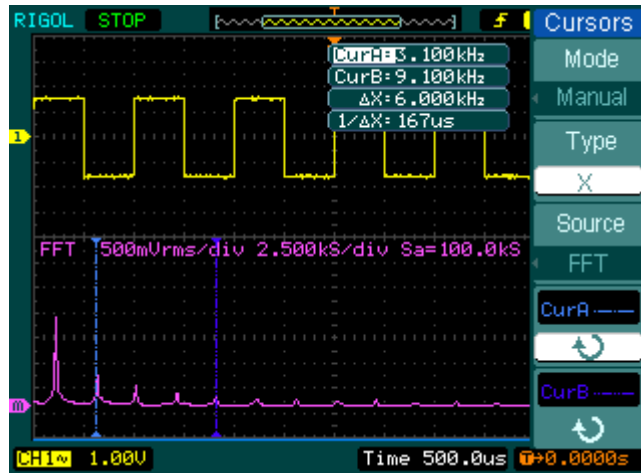 RIGOL STOP
Cursors
CurA=3.100kHz
CurB=9.100kHz
ΔX=6.000kHz
1/ΔX=167us
Mode
Manual
Type
X
Source
FFT
1
FFT 500mVrms/div 2.500kS/div Sa=100.0kS
CurA
CurB
m
CH1~ 1.00V Time 500.0us T→0.0000s